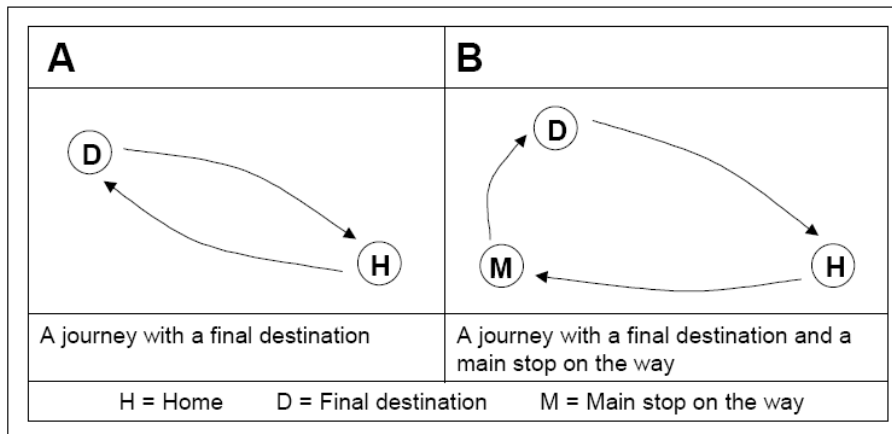 A
B
D
H
D
M
H
A journey with a final destination
A journey with a final destination and a
main stop on the way
H = Home D = Final destination M = Main stop on the way